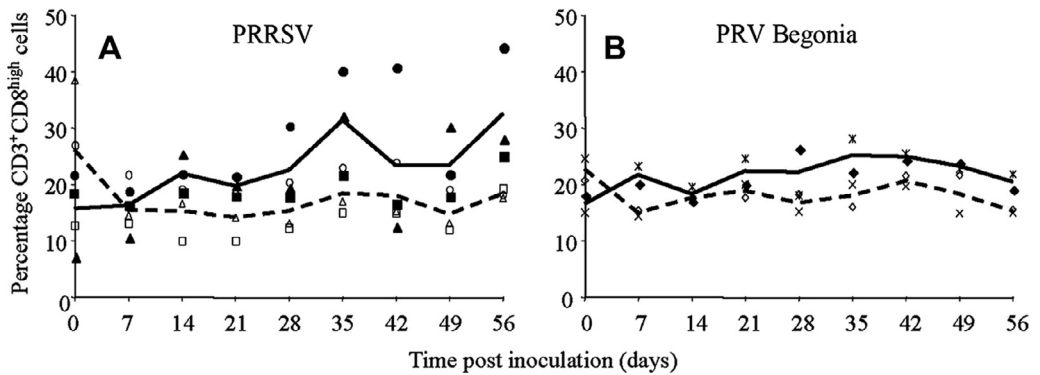 A PRRSV
B PRV Begonia
Percentage CD3+CD8high cells
50
40
30
20
10
0
0 7 14 21 28 35 42 49 56
50
40
30
20
10
0
0 7 14 21 28 35 42 49 56
Time post inoculation (days)